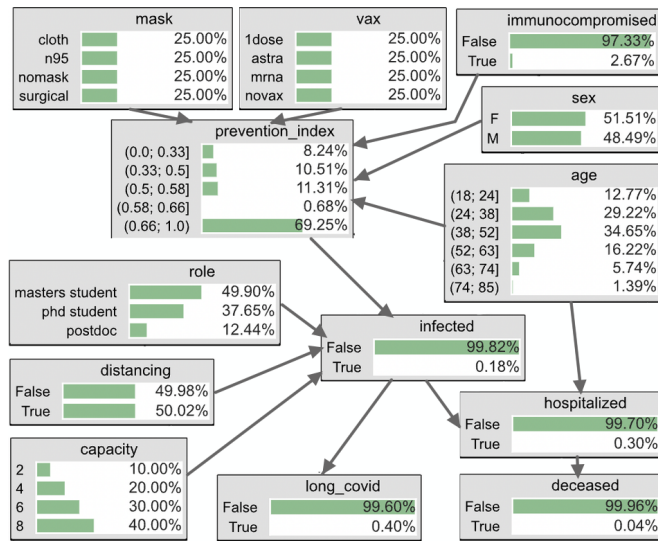 mask
cloth 25.00%
n95 25.00%
nomask 25.00%
surgical 25.00%
vax
1dose 25.00%
astra 25.00%
mrna 25.00%
novax 25.00%
immunocompromised
False 97.33%
True 2.67%
sex
F 51.51%
M 48.49%
prevention_index
(0.0; 0.33] 8.24%
(0.33; 0.5] 10.51%
(0.5; 0.58] 11.31%
(0.58; 0.66] 0.68%
(0.66; 1.0) 69.25%
age
(18; 24] 12.77%
(24; 38] 29.22%
(38; 52] 34.65%
(52; 63] 16.22%
(63; 74] 5.74%
(74; 85) 1.39%
role
masters student 49.90%
phd student 37.65%
postdoc 12.44%
infected
False 99.82%
True 0.18%
distancing
False 49.98%
True 50.02%
hospitalized
False 99.70%
True 0.30%
capacity
2 10.00%
4 20.00%
6 30.00%
8 40.00%
long_covid
False 99.60%
True 0.40%
deceased
False 99.96%
True 0.04%